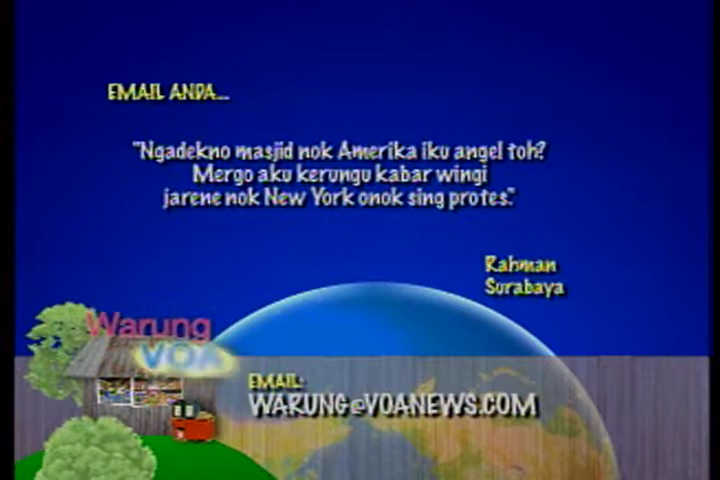 EMAIL ANDA...
"Ngadekno masjid nok Amerika iku angel toh?
Mergo aku kerungu kabar wingi
jarene nok New York onok sing protes."
Rahman
Surabaya
Warung
VOA
EMAIL:
WARUNG@VOANEWS.COM